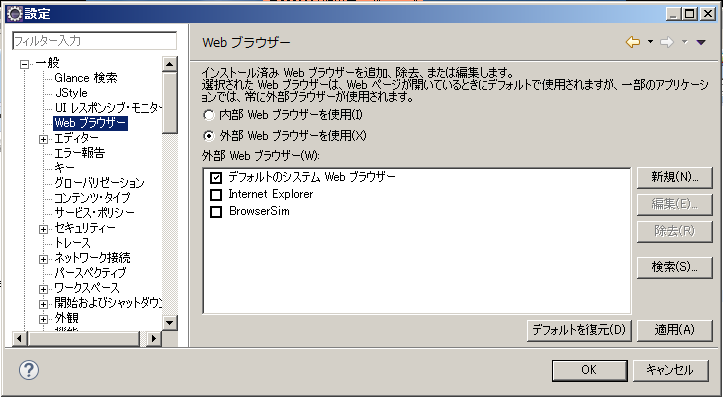 設定
フィルター入力
一般
Glance 検索
JStyle
UI レスポンシブ・モニター
Web ブラウザー
エディター
エラー報告
キー
グローバリゼーション
コンテンツ・タイプ
サービス・ポリシー
セキュリティー
トレース
ネットワーク接続
パースペクティブ
ワークスペース
開始およびシャットダウン
外観
Web ブラウザー
インストール済み Web ブラウザーを追加、除去、または編集します。
選択された Web ブラウザーは、Web ページが開いているときにデフォルトで使用されますが、一部のアプリケーショ
ンでは、常に外部ブラウザーが使用されます。
内部 Web ブラウザーを使用(I)
外部 Web ブラウザーを使用(X)
外部 Web ブラウザー(W):
デフォルトのシステム Web ブラウザー
Internet Explorer
BrowserSim
新規(N)...
編集(E)...
除去(R)
検索(S)...
デフォルトを復元(D)
適用(A)
?
OK
キャンセル